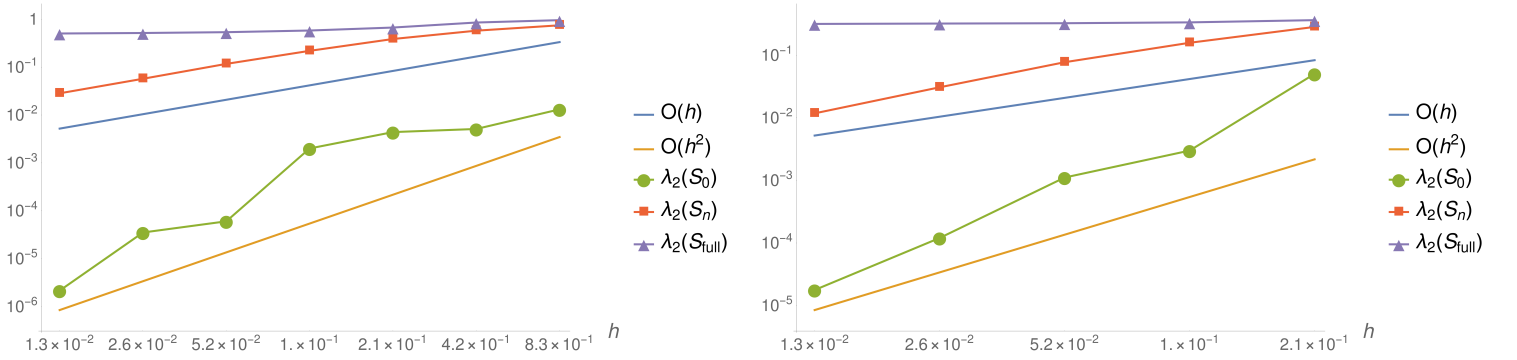 1
10⁻¹
10⁻²
10⁻³
10⁻⁴
10⁻⁵
10⁻⁶
1.3×10⁻² 2.6×10⁻² 5.2×10⁻² 1.×10⁻¹ 2.1×10⁻¹ 4.2×10⁻¹ 8.3×10⁻¹
h
O(h)
O(h²)
λ₂(S₀)
λ₂(Sₙ)
λ₂(S_full)
10⁻¹
10⁻²
10⁻³
10⁻⁴
10⁻⁵
1.3×10⁻² 2.6×10⁻² 5.2×10⁻² 1.×10⁻¹ 2.1×10⁻¹
h
O(h)
O(h²)
λ₂(S₀)
λ₂(Sₙ)
λ₂(S_full)